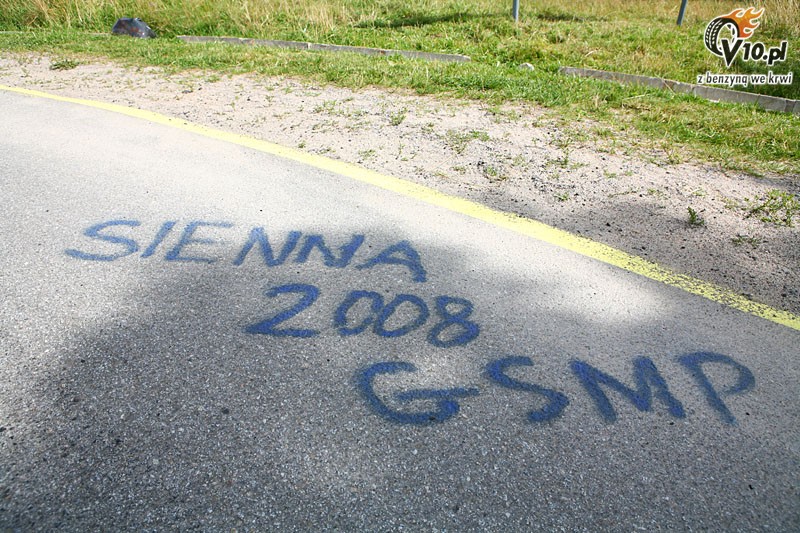 V10.pl
z benzyną we krwi
SIENNA
2008
GSMP